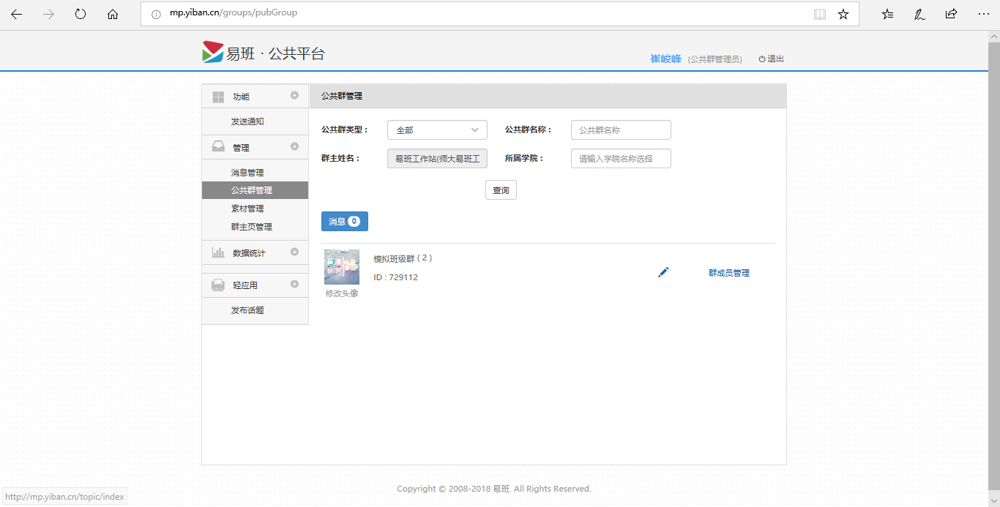 mp.yiban.cn/groups/pubGroup
易班 · 公共平台
崔峻峰 (公共群管理员) 退出
功能
发送通知
管理
消息管理
公共群管理
素材管理
群主页管理
数据统计
轻应用
发布话题
公共群管理
公共群类型： 全部 公共群名称： 公共群名称
群主姓名： 易班工作站(师大易班工 所属学院： 请输入学院名称选择
查询
消息 0
模拟班级群 ( 2 )
ID : 729112
修改头像
群成员管理
Copyright © 2008-2018 易班. All Rights Reserved.
http://mp.yiban.cn/topic/index